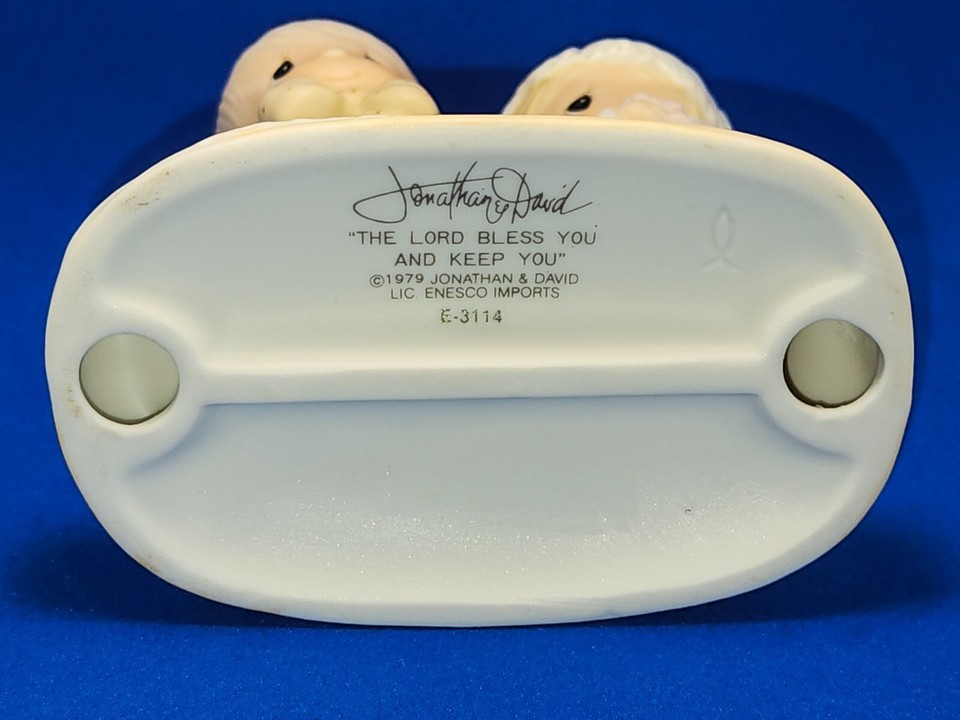 Jonathan & David
"THE LORD BLESS YOU
AND KEEP YOU"
©1979 JONATHAN & DAVID
LIC. ENESCO IMPORTS
E-3114